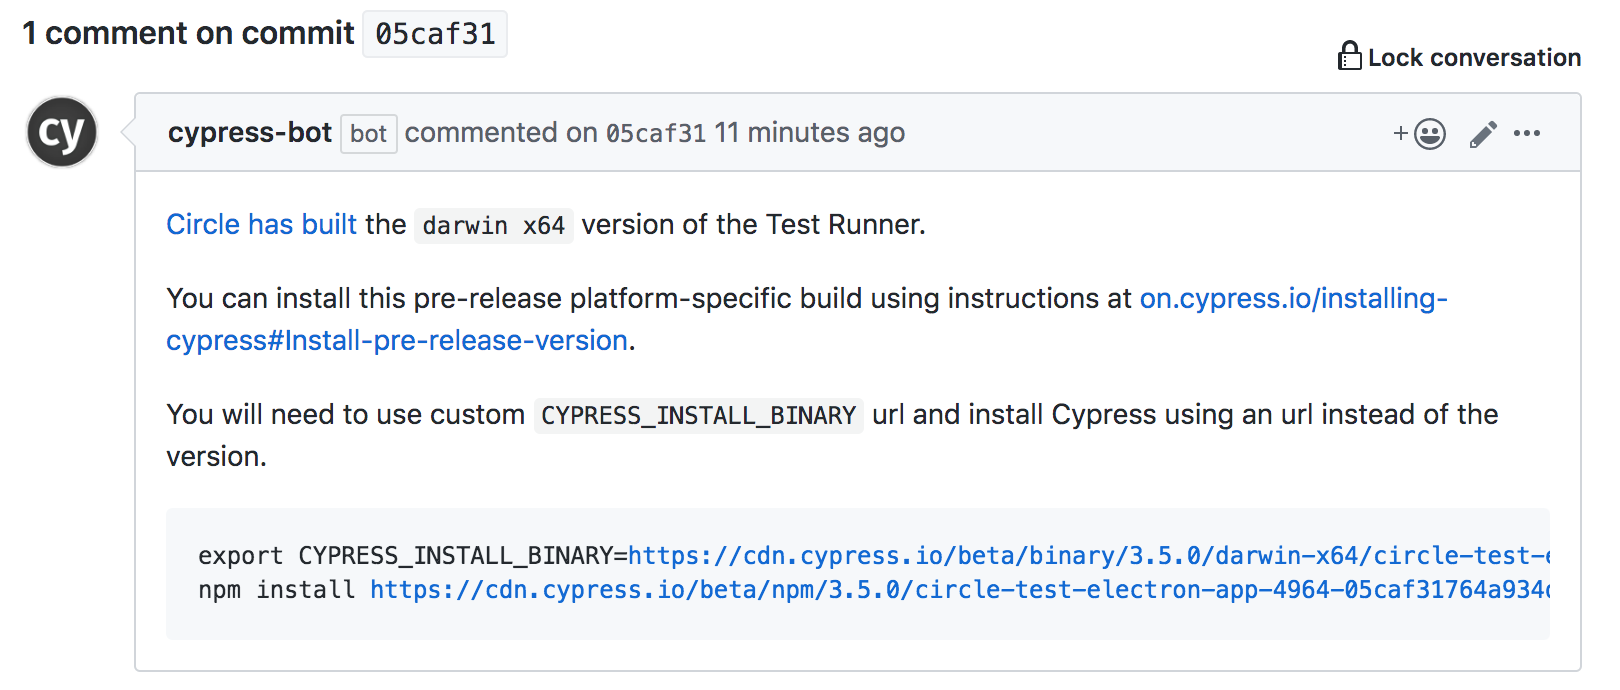 1 comment on commit 05caf31
Lock conversation
cy
cypress-bot bot commented on 05caf31 11 minutes ago
Circle has built the darwin x64 version of the Test Runner.
You can install this pre-release platform-specific build using instructions at on.cypress.io/installing-
cypress#Install-pre-release-version.
You will need to use custom CYPRESS_INSTALL_BINARY url and install Cypress using an url instead of the
version.
export CYPRESS_INSTALL_BINARY=https://cdn.cypress.io/beta/binary/3.5.0/darwin-x64/circle-test-
npm install https://cdn.cypress.io/beta/npm/3.5.0/circle-test-electron-app-4964-05caf31764a934